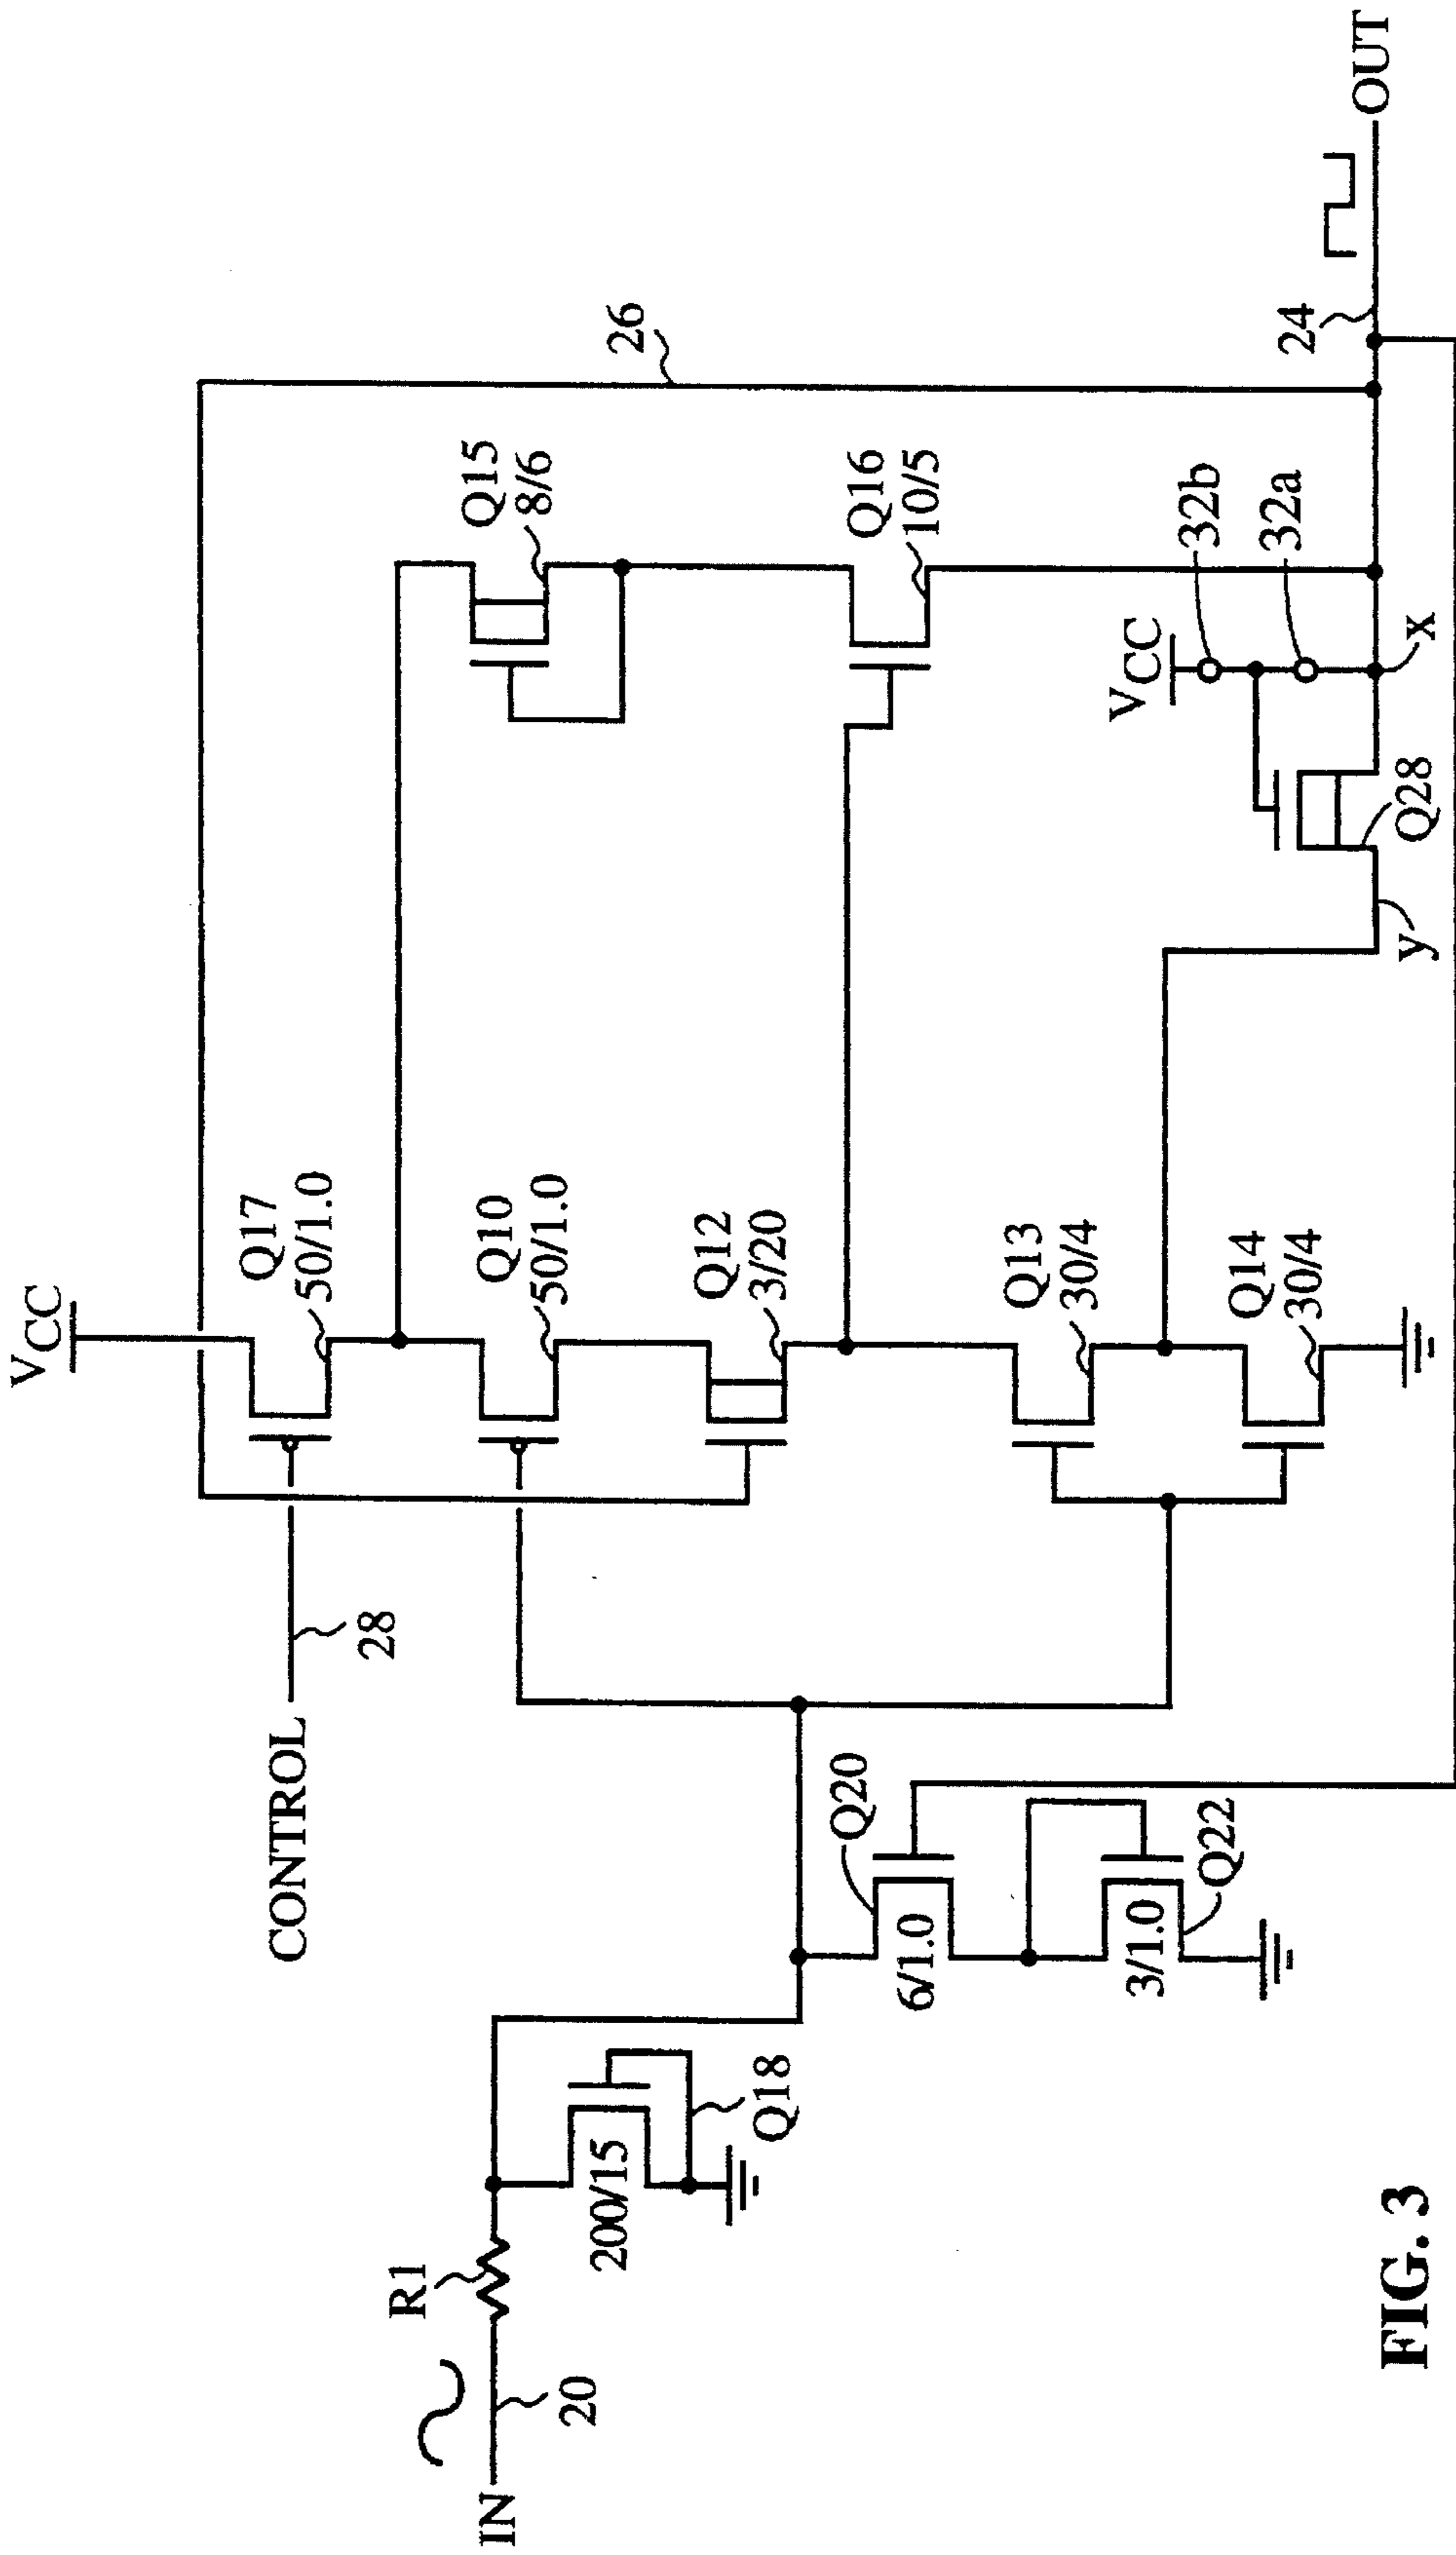 VCC
Q17
50/1.0
26
CONTROL
28
Q10
50/1.0
Q15
8/6
Q12
3/20
Q16
10/5
IN
20
R1
200/15
Q18
Q20
6/1.0
Q13
30/4
VCC
32b
32a
24
OUT
3/1.0
Q22
Q14
30/4
y
Q28
x
FIG. 3